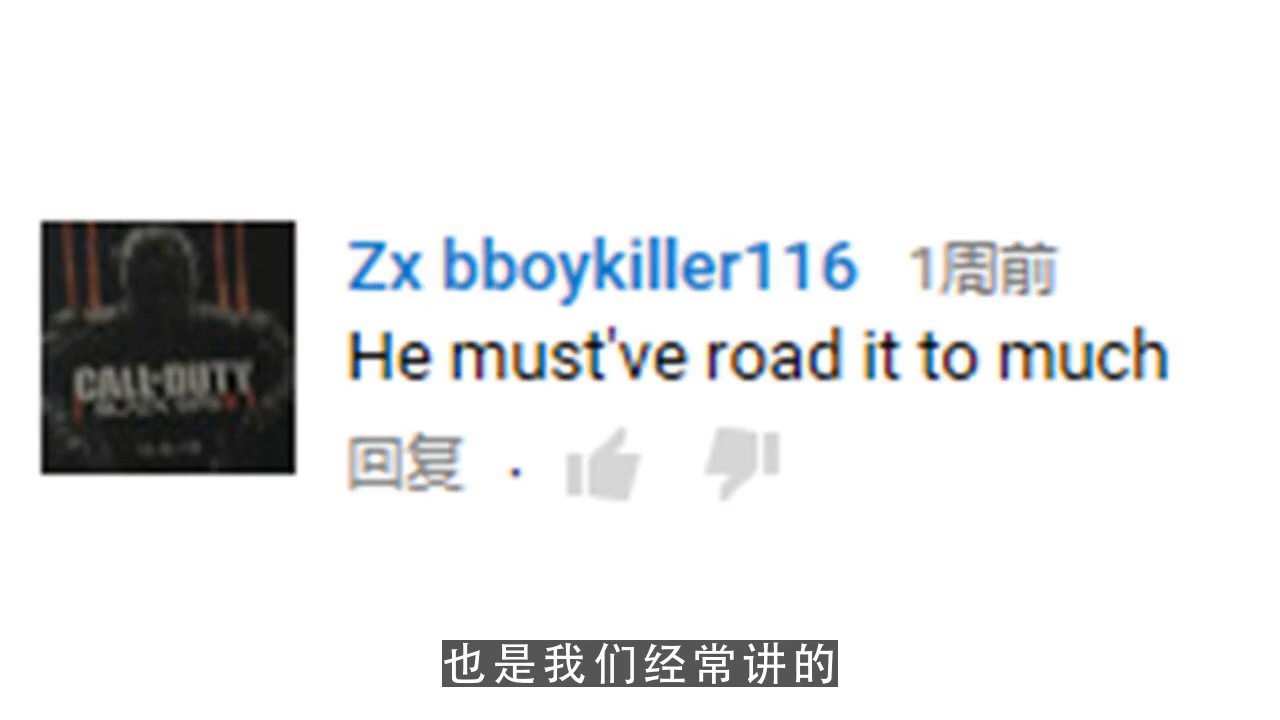 Zx bboykiller116 1周前
He must've road it to much
回复 ·
CALL OF DUTY
也是我们经常讲的